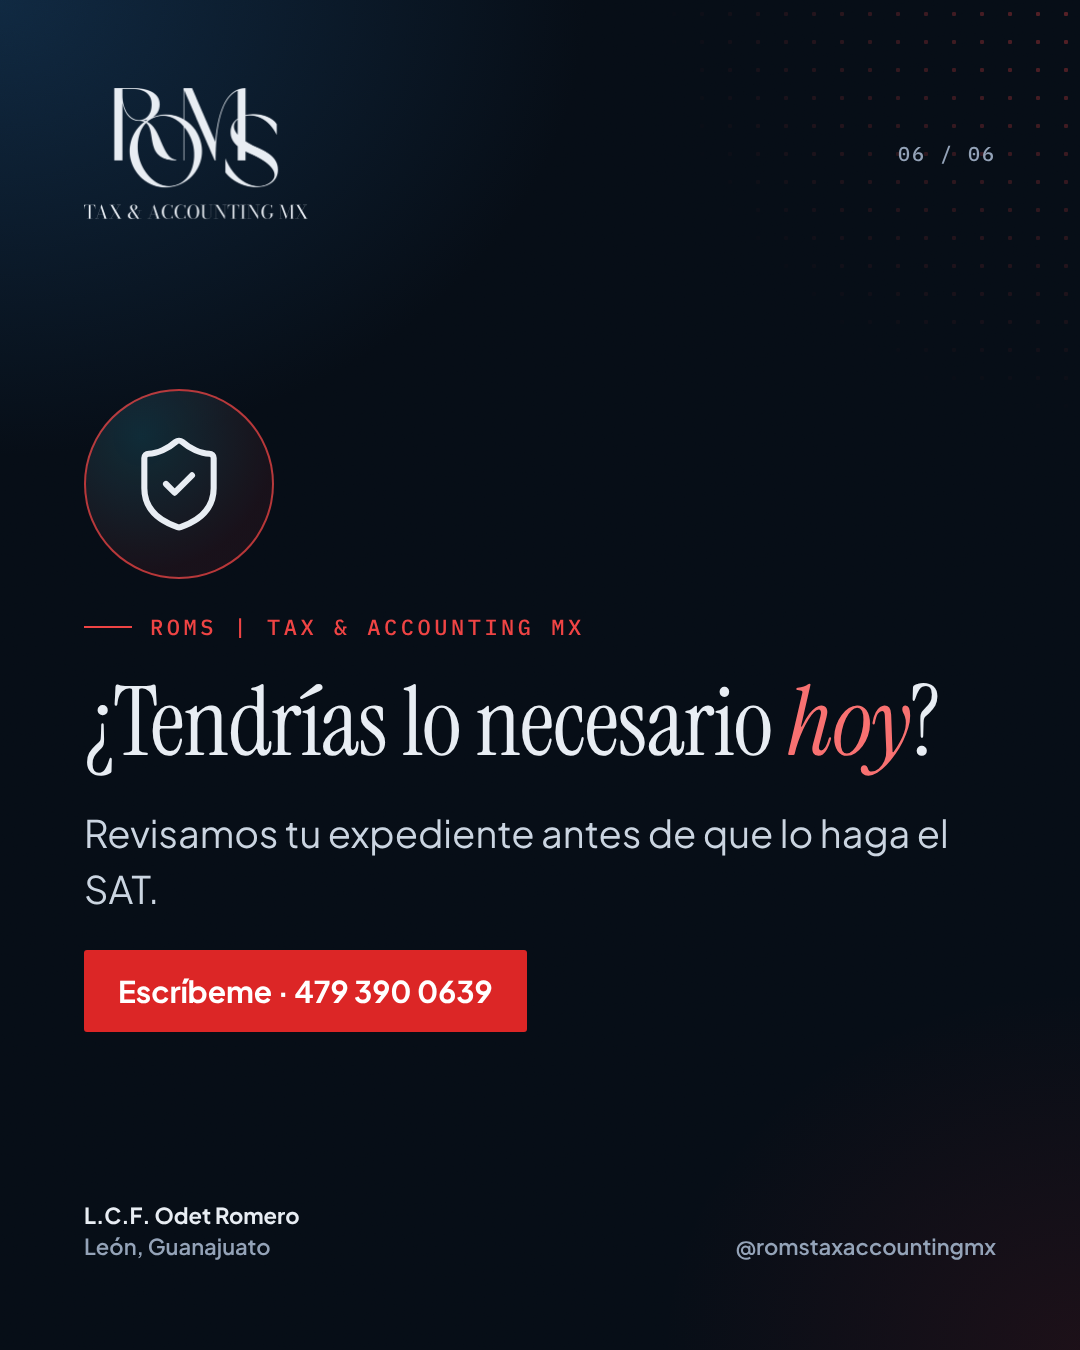 ROMS
TAX & ACCOUNTING MX
06 / 06
ROMS | TAX & ACCOUNTING MX
¿Tendrías lo necesario hoy?
Revisamos tu expediente antes de que lo haga el
SAT.
Escríbeme · 479 390 0639
L.C.F. Odet Romero
León, Guanajuato
@romstaxaccountingmx